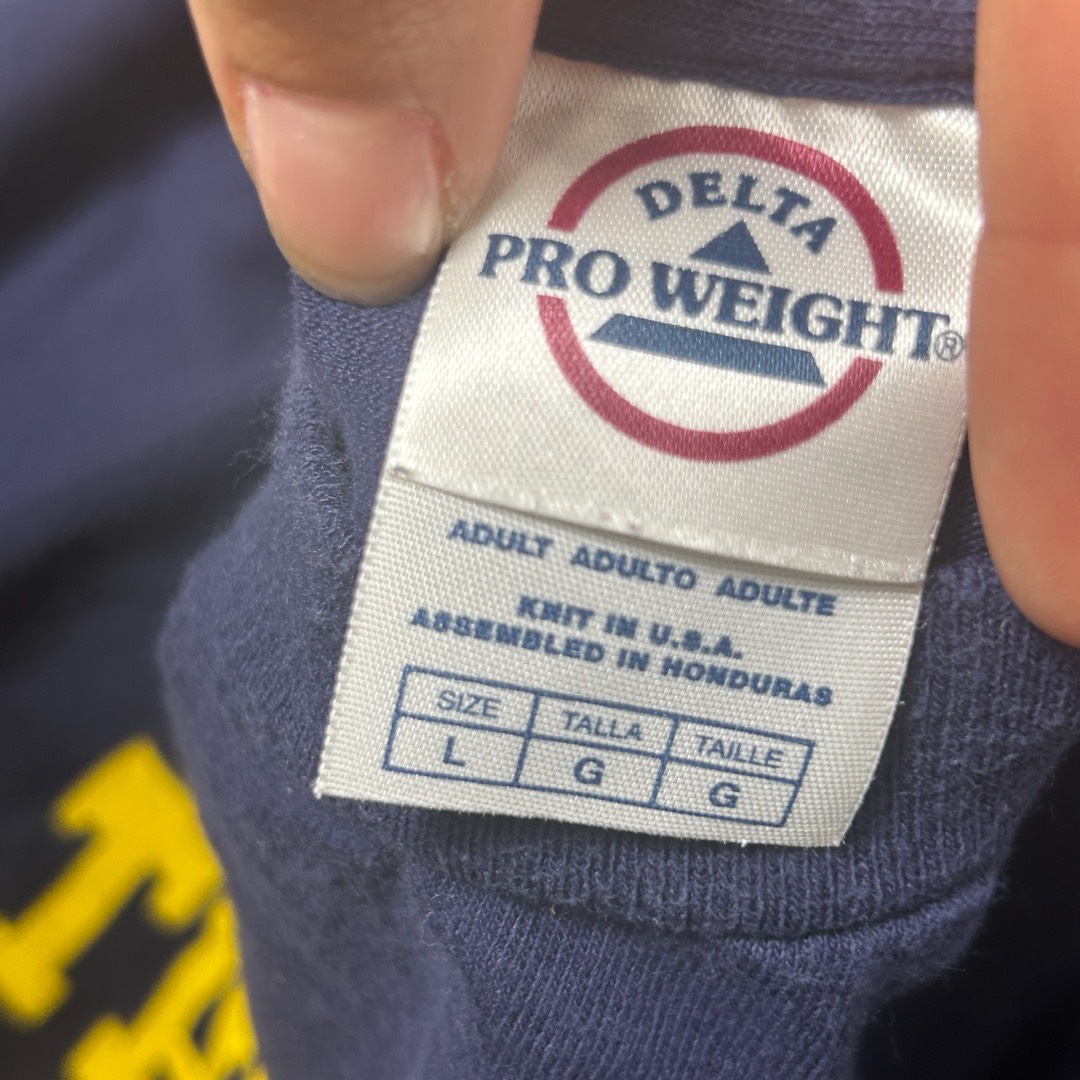 DELTA
PRO WEIGHT®
ADULT ADULTO ADULTE
KNIT IN U.S.A.
ASSEMBLED IN HONDURAS
SIZE TALLA TAILLE
L G G